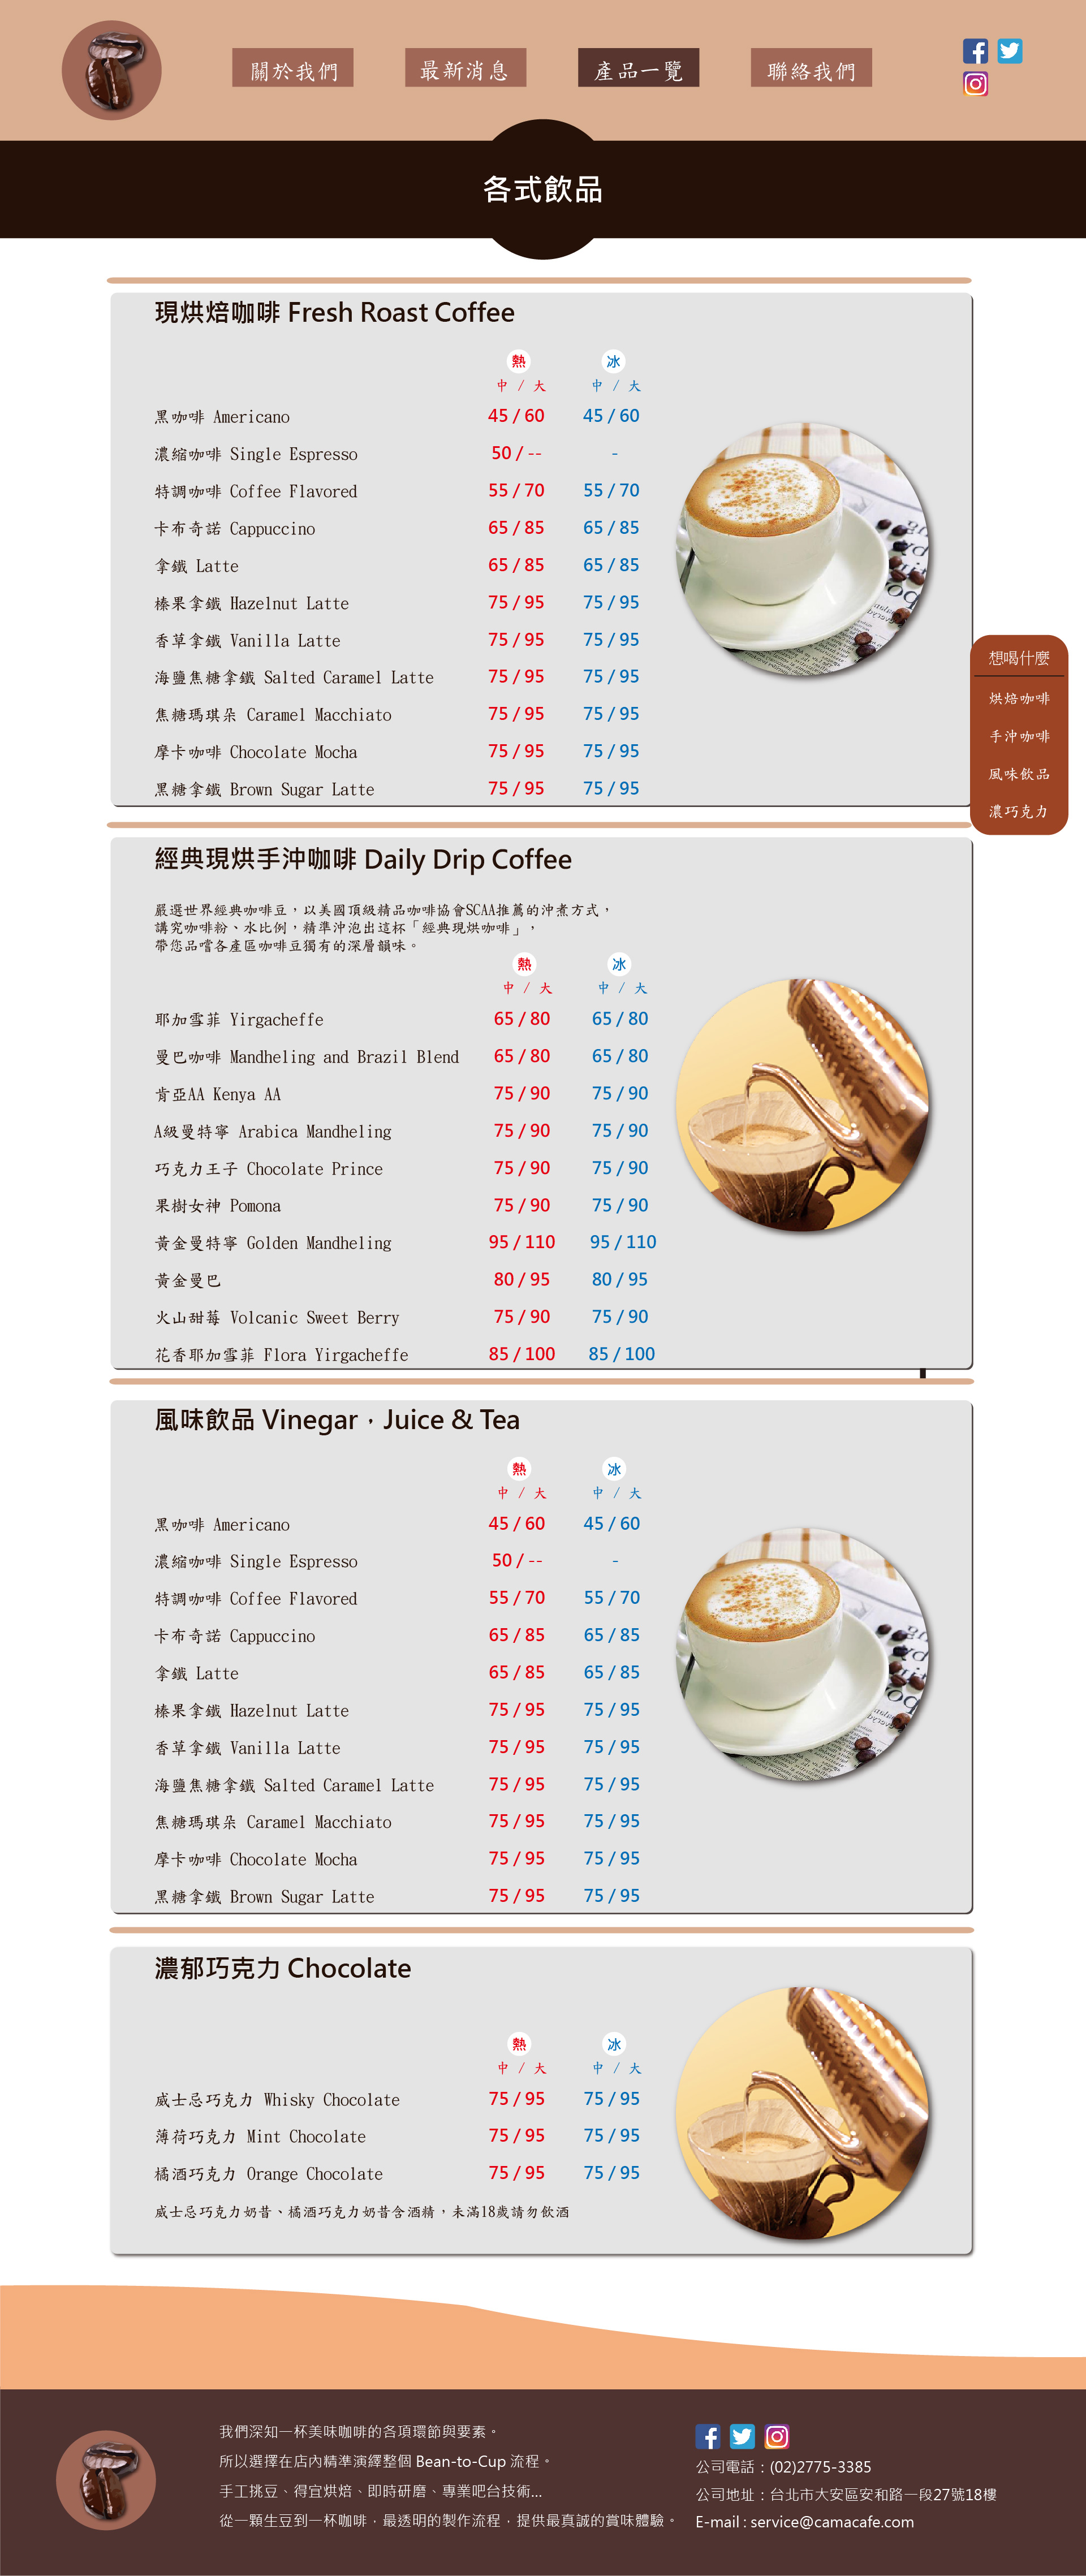 關於我們
最新消息
產品一覽
聯絡我們
各式飲品
現烘焙咖啡 Fresh Roast Coffee
熱 冰
中 / 大 中 / 大
黑咖啡 Americano 45 / 60 45 / 60
濃縮咖啡 Single Espresso 50 / -- -
特調咖啡 Coffee Flavored 55 / 70 55 / 70
卡布奇諾 Cappuccino 65 / 85 65 / 85
拿鐵 Latte 65 / 85 65 / 85
榛果拿鐵 Hazelnut Latte 75 / 95 75 / 95
香草拿鐵 Vanilla Latte 75 / 95 75 / 95
海鹽焦糖拿鐵 Salted Caramel Latte 75 / 95 75 / 95
焦糖瑪琪朵 Caramel Macchiato 75 / 95 75 / 95
摩卡咖啡 Chocolate Mocha 75 / 95 75 / 95
黑糖拿鐵 Brown Sugar Latte 75 / 95 75 / 95
想喝什麼
烘焙咖啡
手沖咖啡
風味飲品
濃巧克力
經典現烘手沖咖啡 Daily Drip Coffee
嚴選世界經典咖啡豆，以美國頂級精品咖啡協會SCAA推薦的沖煮方式，
講究咖啡粉、水比例，精準沖泡出這杯「經典現烘咖啡」，
帶您品嚐各產區咖啡豆獨有的深層韻味。
熱 冰
中 / 大 中 / 大
耶加雪菲 Yirgacheffe 65 / 80 65 / 80
曼巴咖啡 Mandheling and Brazil Blend 65 / 80 65 / 80
肯亞AA Kenya AA 75 / 90 75 / 90
A級曼特寧 Arabica Mandheling 75 / 90 75 / 90
巧克力王子 Chocolate Prince 75 / 90 75 / 90
果樹女神 Pomona 75 / 90 75 / 90
黃金曼特寧 Golden Mandheling 95 / 110 95 / 110
黃金曼巴 80 / 95 80 / 95
火山甜莓 Volcanic Sweet Berry 75 / 90 75 / 90
花香耶加雪菲 Flora Yirgacheffe 85 / 100 85 / 100
風味飲品 Vinegar，Juice & Tea
熱 冰
中 / 大 中 / 大
黑咖啡 Americano 45 / 60 45 / 60
濃縮咖啡 Single Espresso 50 / -- -
特調咖啡 Coffee Flavored 55 / 70 55 / 70
卡布奇諾 Cappuccino 65 / 85 65 / 85
拿鐵 Latte 65 / 85 65 / 85
榛果拿鐵 Hazelnut Latte 75 / 95 75 / 95
香草拿鐵 Vanilla Latte 75 / 95 75 / 95
海鹽焦糖拿鐵 Salted Caramel Latte 75 / 95 75 / 95
焦糖瑪琪朵 Caramel Macchiato 75 / 95 75 / 95
摩卡咖啡 Chocolate Mocha 75 / 95 75 / 95
黑糖拿鐵 Brown Sugar Latte 75 / 95 75 / 95
濃郁巧克力 Chocolate
熱 冰
中 / 大 中 / 大
威士忌巧克力 Whisky Chocolate 75 / 95 75 / 95
薄荷巧克力 Mint Chocolate 75 / 95 75 / 95
橘酒巧克力 Orange Chocolate 75 / 95 75 / 95
威士忌巧克力奶昔、橘酒巧克力奶昔含酒精，未滿18歲請勿飲酒
我們深知一杯美味咖啡的各項環節與要素。
所以選擇在店內精準演繹整個 Bean-to-Cup 流程。
手工挑豆、得宜烘焙、即時研磨、專業吧台技術...
從一顆生豆到一杯咖啡，最透明的製作流程，提供最真誠的賞味體驗。
公司電話：(02)2775-3385
公司地址：台北市大安區安和路一段27號18樓
E-mail : service@camacafe.com